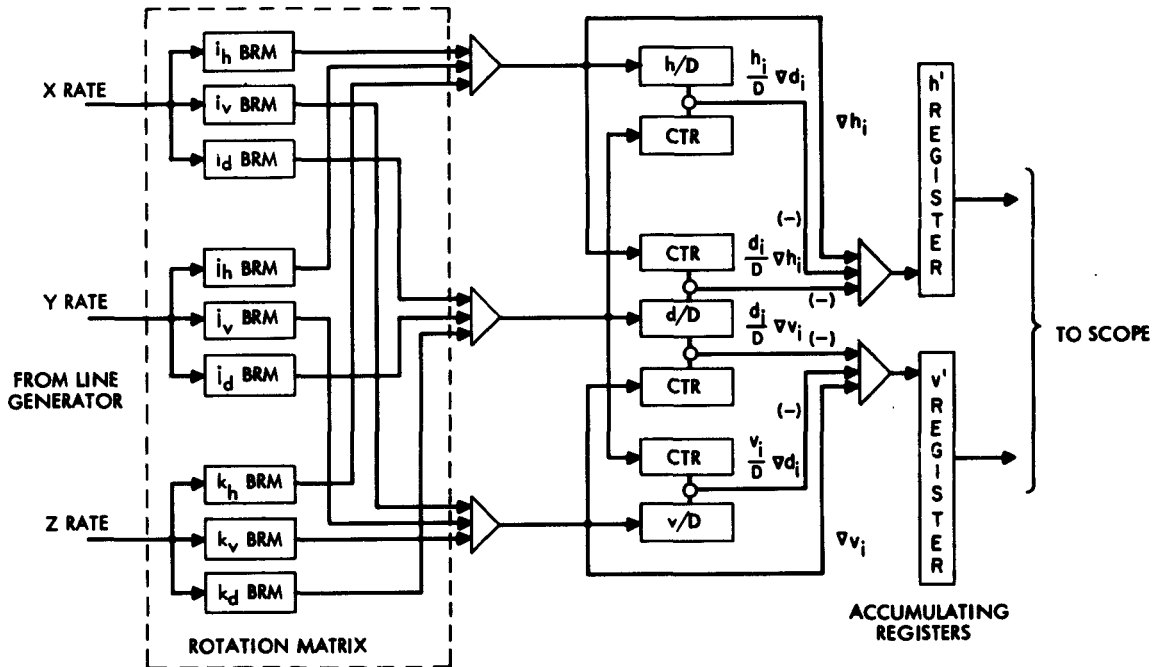 X RATE
i_h BRM
i_v BRM
i_d BRM
Y RATE
i_h BRM
i_v BRM
i_d BRM
FROM LINE
GENERATOR
Z RATE
k_h BRM
k_v BRM
k_d BRM
ROTATION MATRIX
h/D
CTR
h_i/D ∇d_i
∇h_i
(-)
CTR
d_i/D ∇h_i
(-)
d/D
d_i/D ∇v_i
(-)
CTR
(-)
CTR
v_i/D ∇d_i
v/D
∇v_i
h' REGISTER
v' REGISTER
TO SCOPE
ACCUMULATING
REGISTERS